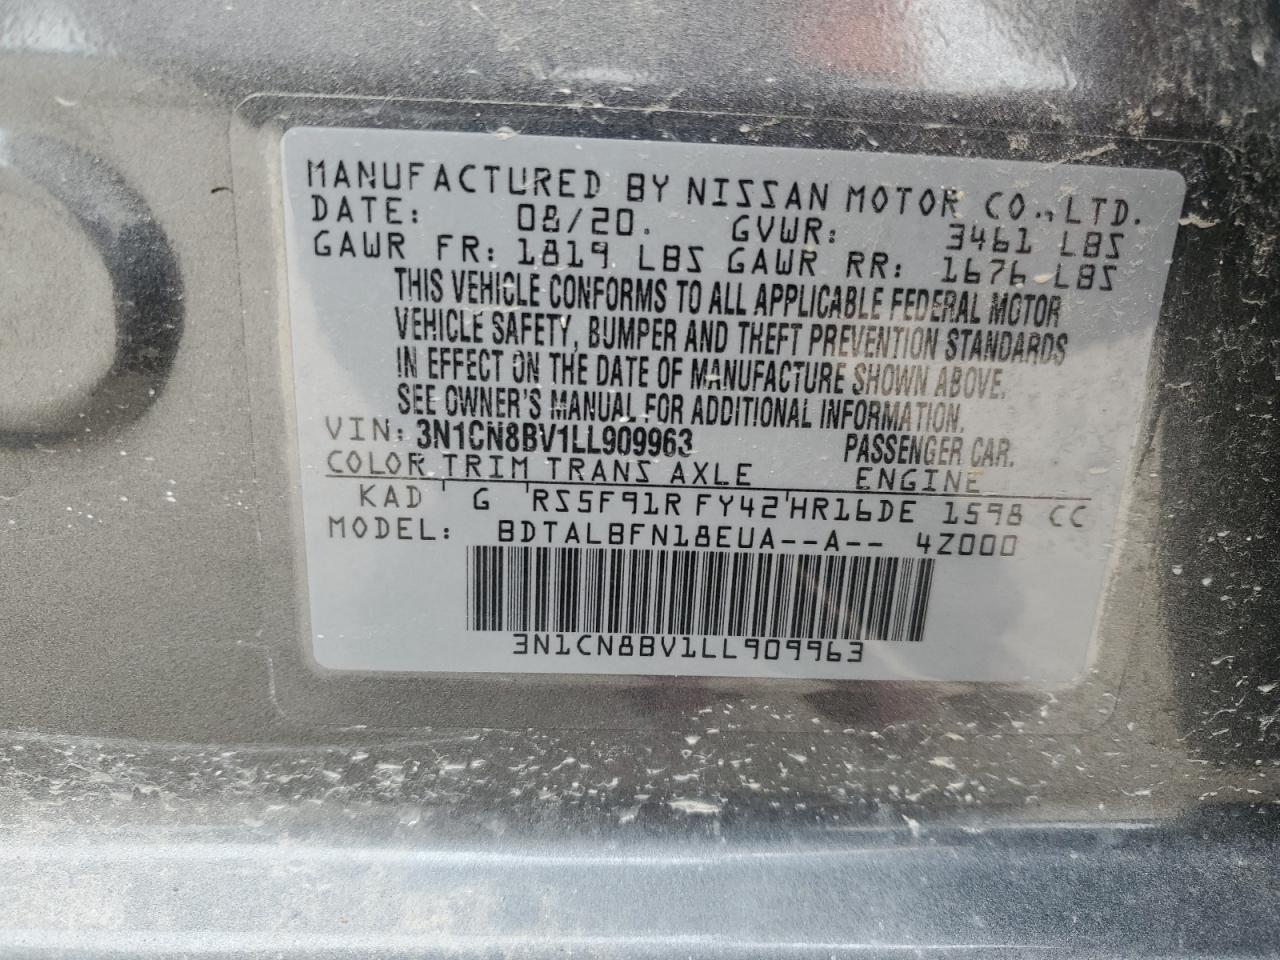 MANUFACTURED BY NISSAN MOTOR CO., LTD.
DATE: 08/20. GVWR: 3461 LBS
GAWR FR: 1819 LBS GAWR RR: 1676 LBS
THIS VEHICLE CONFORMS TO ALL APPLICABLE FEDERAL MOTOR
VEHICLE SAFETY, BUMPER AND THEFT PREVENTION STANDARDS
IN EFFECT ON THE DATE OF MANUFACTURE SHOWN ABOVE.
SEE OWNER'S MANUAL FOR ADDITIONAL INFORMATION.
VIN: 3N1CN8BV1LL909963 PASSENGER CAR.
COLOR TRIM TRANS AXLE ENGINE
KAD G RS5F91R FY42 HR16DE 1598 CC
MODEL: BDTALBFN18EUA--A-- 4Z000
3N1CN8BV1LL909963